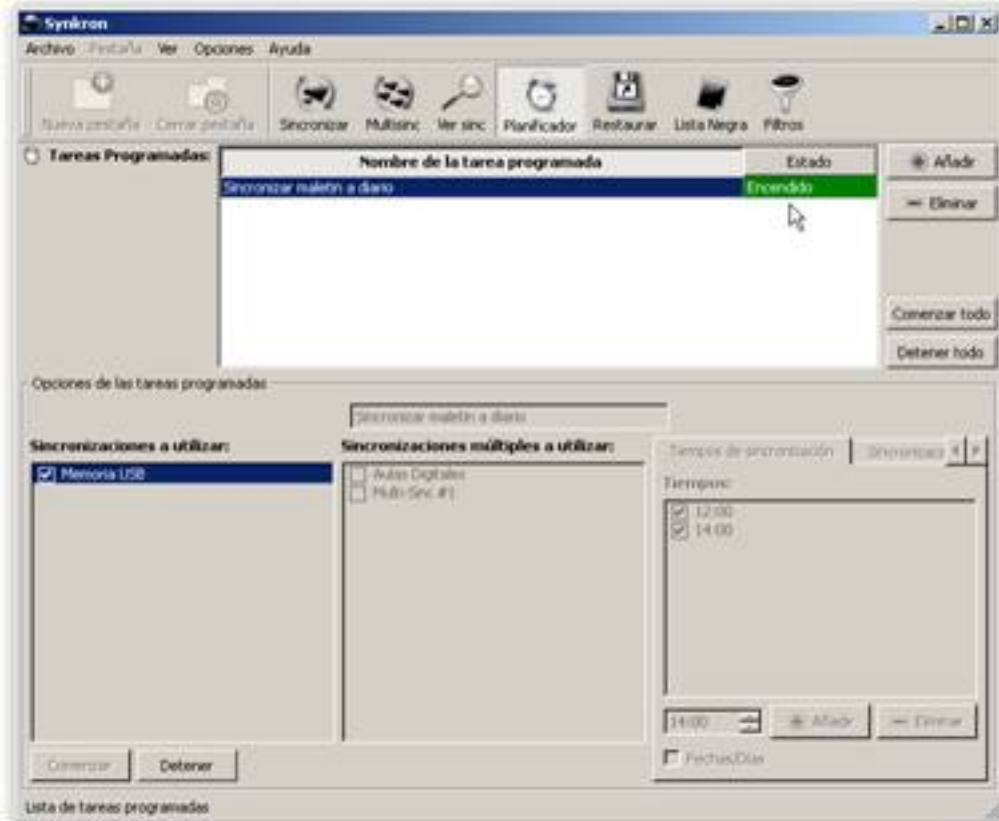 Synkron
Archivo Pestaña Ver Opciones Ayuda
Nueva pestaña Cerrar pestaña Sincronizar Multisinc Ver sinc Planificador Restaurar Lista Negra Filtros
Tareas Programadas: Nombre de la tarea programada Estado Añadir
Sincronizar maletin a diario Encendido
Eliminar
Comenzar todo
Detener todo
Opciones de las tareas programadas
Sincronizar maletin a diario
Sincronizaciones a utilizar: Sincronizaciones múltiples a utilizar: Tiempos de sincronización
Memoria USB Aulas Digitales Tiempos:
Multi-Sinc #1 12:00
14:00
14:00 Añadir Eliminar
Fechas/Días
Comenzar Detener
Lista de tareas programadas